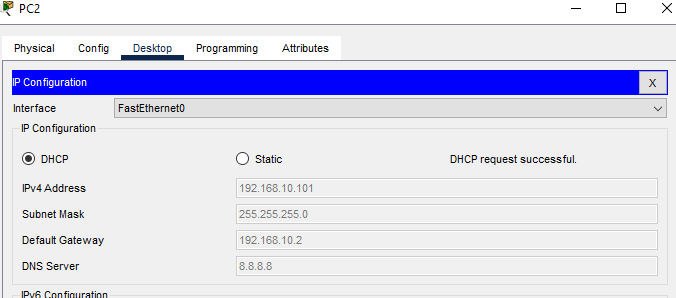 PC2
Physical Config Desktop Programming Attributes
IP Configuration X
Interface FastEthernet0
IP Configuration
DHCP Static DHCP request successful.
IPv4 Address 192.168.10.101
Subnet Mask 255.255.255.0
Default Gateway 192.168.10.2
DNS Server 8.8.8.8
IPv6 Configuration